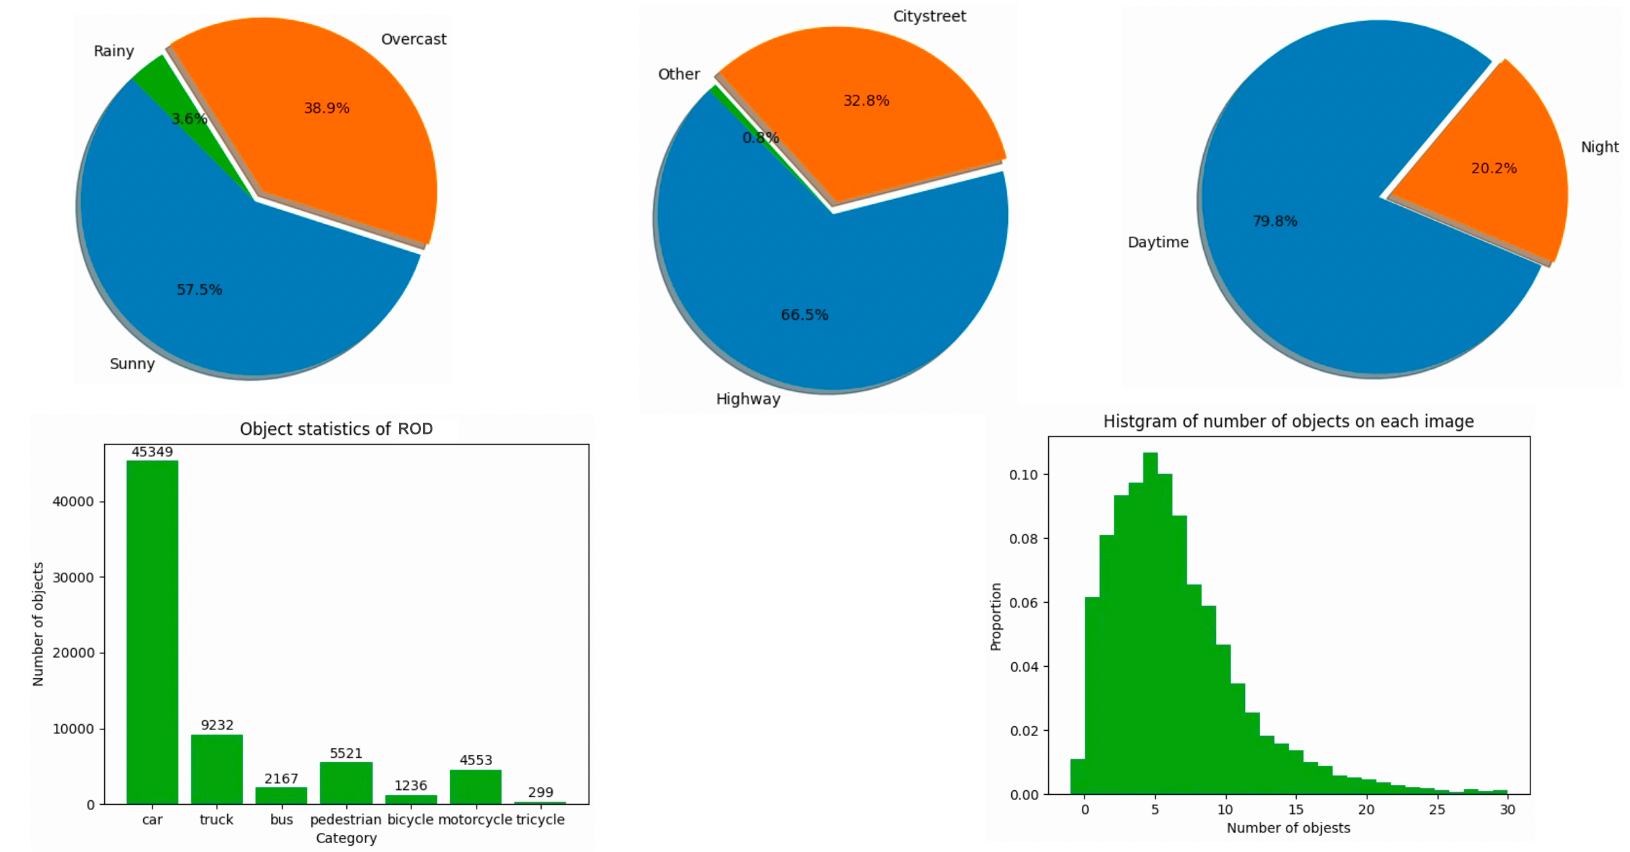 Rainy
Overcast
38.9%
3.6%
57.5%
Sunny
Citystreet
Other
32.8%
0.8%
66.5%
Highway
Night
20.2%
79.8%
Daytime
Object statistics of ROD
45349
40000
30000
20000
10000
0
Number of objects
9232
2167
5521
1236
4553
299
car truck bus pedestrian bicycle motorcycle tricycle
Category
Histgram of number of objects on each image
0.10
0.08
0.06
0.04
0.02
0.00
Proportion
0 5 10 15 20 25 30
Number of objests